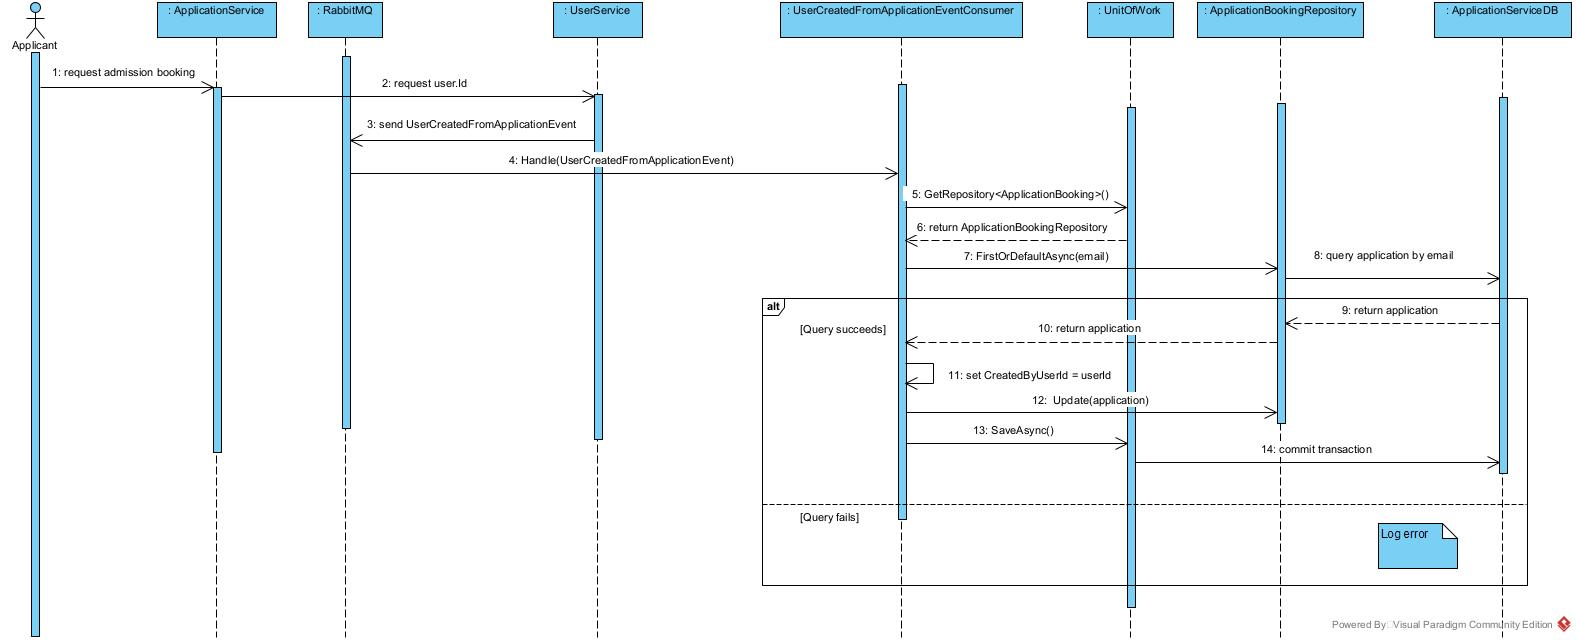 Applicant
: ApplicationService
: RabbitMQ
: UserService
: UserCreatedFromApplicationEventConsumer
: UnitOfWork
: ApplicationBookingRepository
: ApplicationServiceDB
1: request admission booking
2: request user.Id
3: send UserCreatedFromApplicationEvent
4: Handle(UserCreatedFromApplicationEvent)
5: GetRepository<ApplicationBooking>()
6: return ApplicationBookingRepository
7: FirstOrDefaultAsync(email)
8: query application by email
alt
9: return application
[Query succeeds]
10: return application
11: set CreatedByUserId = userId
12: Update(application)
13: SaveAsync()
14: commit transaction
[Query fails]
Log error
Powered By Visual Paradigm Community Edition